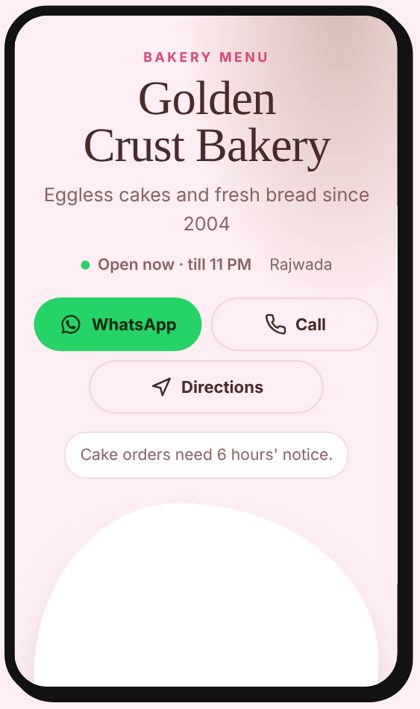 BAKERY MENU
Golden
Crust Bakery
Eggless cakes and fresh bread since
2004
Open now · till 11 PM Rajwada
WhatsApp Call
Directions
Cake orders need 6 hours' notice.